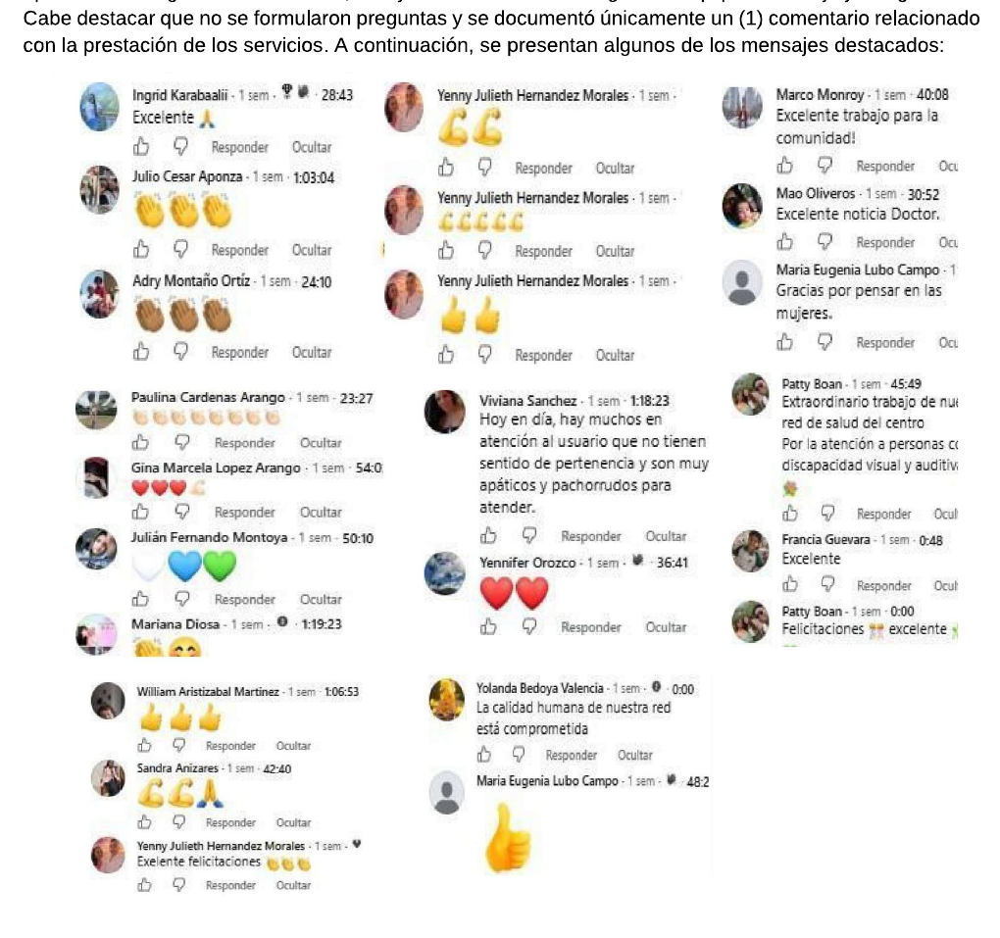 Cabe destacar que no se formularon preguntas y se documentó únicamente un (1) comentario relacionado
con la prestación de los servicios. A continuación, se presentan algunos de los mensajes destacados:
Ingrid Karabaalii · 1 sem · 28:43
Excelente 🙏
Responder Ocultar
Julio Cesar Aponza · 1 sem · 1:03:04
👏👏👏
Responder Ocultar
Adry Montaño Ortíz · 1 sem · 24:10
👏🏾👏🏾👏🏾
Responder Ocultar
Yenny Julieth Hernandez Morales · 1 sem ·
💪💪
Responder Ocultar
Yenny Julieth Hernandez Morales · 1 sem ·
💪💪💪💪💪
Responder Ocultar
Yenny Julieth Hernandez Morales · 1 sem ·
👍👍
Responder Ocultar
Marco Monroy · 1 sem · 40:08
Excelente trabajo para la
comunidad!
Responder Ocu
Mao Oliveros · 1 sem · 30:52
Excelente noticia Doctor.
Responder Ocu
Maria Eugenia Lubo Campo · 1
Gracias por pensar en las
mujeres.
Responder Ocu
Paulina Cardenas Arango · 1 sem · 23:27
👏🏻👏🏻👏🏻👏🏻👏🏻👏🏻👏🏻👏🏻
Responder Ocultar
Gina Marcela Lopez Arango · 1 sem · 54:0
❤️❤️❤️💪🏻
Responder Ocultar
Julián Fernando Montoya · 1 sem · 50:10
🤍💙💚
Responder Ocultar
Mariana Diosa · 1 sem · 1:19:23
👏😊
Viviana Sanchez · 1 sem · 1:18:23
Hoy en día, hay muchos en
atención al usuario que no tienen
sentido de pertenencia y son muy
apáticos y pachorrudos para
atender.
Responder Ocultar
Yennifer Orozco · 1 sem · 36:41
❤️❤️
Responder Ocultar
Patty Boan · 1 sem · 45:49
Extraordinario trabajo de nue
red de salud del centro
Por la atención a personas co
discapacidad visual y auditiva
💐
Responder Ocul
Francia Guevara · 1 sem · 0:48
Excelente
Responder Ocul
Patty Boan · 1 sem · 0:00
Felicitaciones 🎊 excelente
William Aristizabal Martinez · 1 sem · 1:06:53
👍👍👍
Responder Ocultar
Sandra Anizares · 1 sem · 42:40
💪💪🙏
Responder Ocultar
Yenny Julieth Hernandez Morales · 1 sem ·
Exelente felicitaciones 👏👏👏
Responder Ocultar
Yolanda Bedoya Valencia · 1 sem · 0:00
La calidad humana de nuestra red
está comprometida
Responder Ocultar
Maria Eugenia Lubo Campo · 1 sem · 48:2
👍